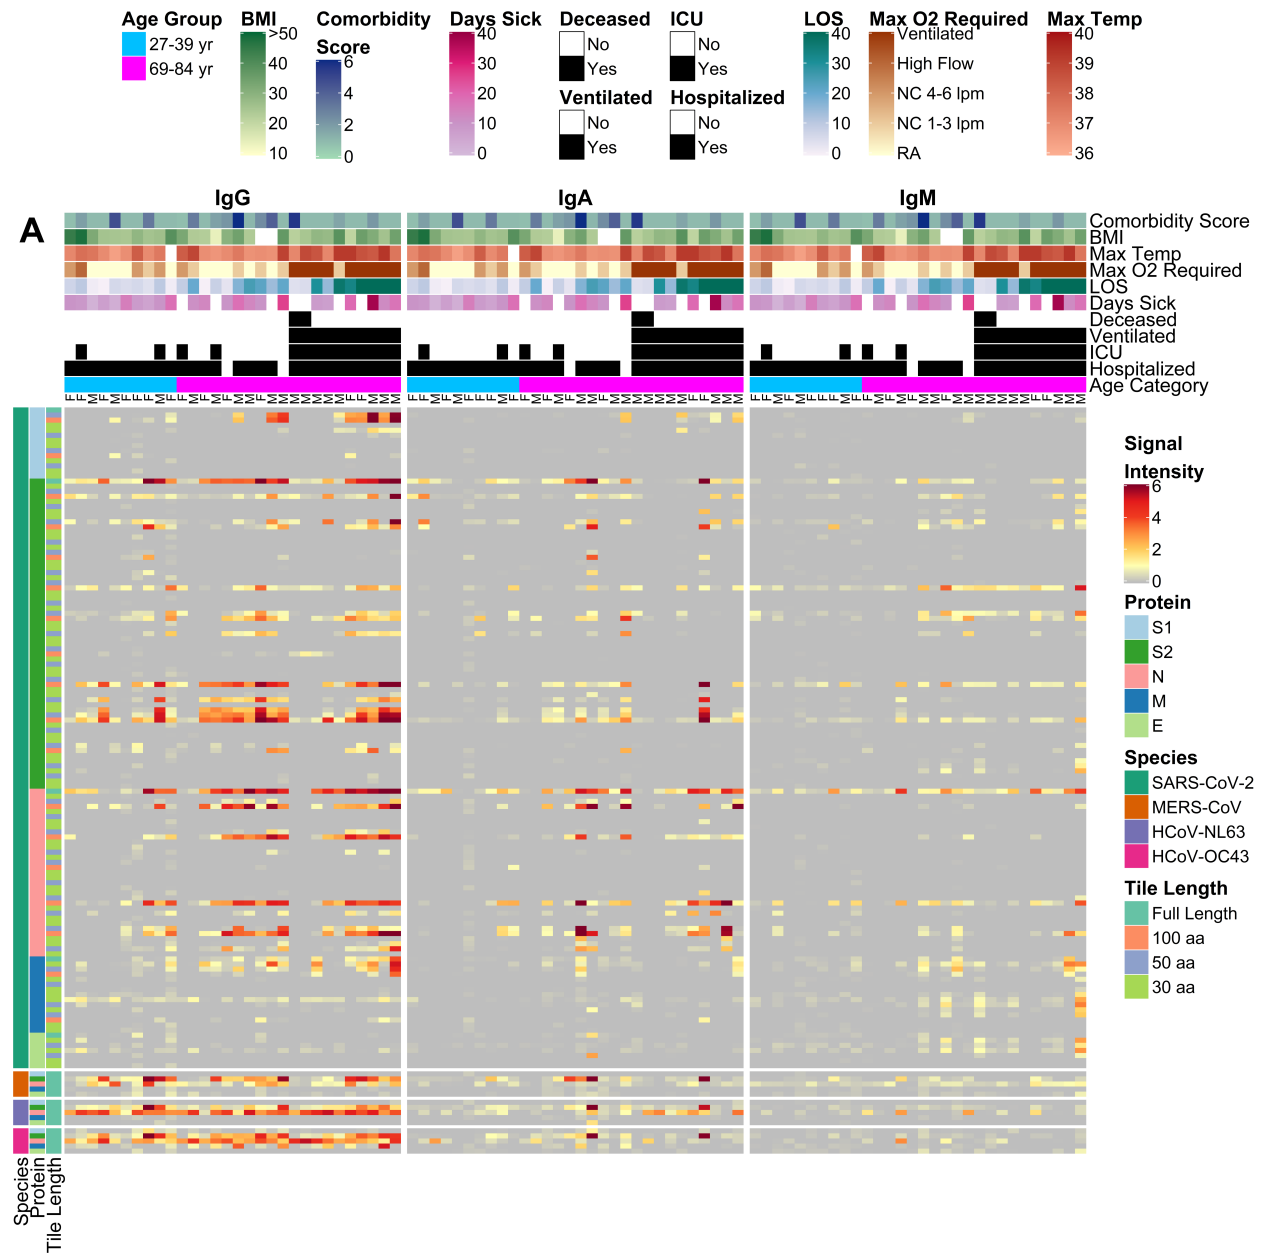 Age Group
27-39 yr
69-84 yr
BMI
>50
40
30
20
10
Comorbidity
Score
6
4
2
0
Days Sick
40
30
20
10
0
Deceased
No
Yes
Ventilated
No
Yes
ICU
No
Yes
Hospitalized
No
Yes
LOS
40
30
20
10
0
Max O2 Required
Ventilated
High Flow
NC 4-6 lpm
NC 1-3 lpm
RA
Max Temp
40
39
38
37
36
A
IgG
IgA
IgM
Comorbidity Score
BMI
Max Temp
Max O2 Required
LOS
Days Sick
Deceased
Ventilated
ICU
Hospitalized
Age Category
Signal
Intensity
6
4
2
0
Protein
S1
S2
N
M
E
Species
SARS-CoV-2
MERS-CoV
HCoV-NL63
HCoV-OC43
Tile Length
Full Length
100 aa
50 aa
30 aa
Species
Protein
Tile Length